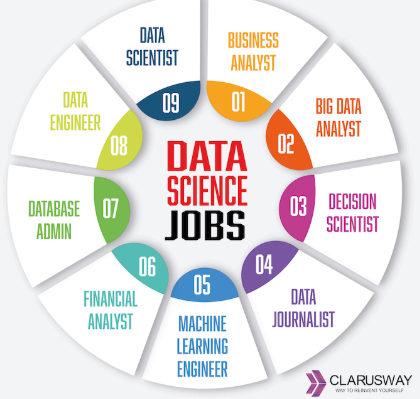 DATA
SCIENCE
JOBS
01
BUSINESS
ANALYST
02
BIG DATA
ANALYST
03
DECISION
SCIENTIST
04
DATA
JOURNALIST
05
MACHINE
LEARNING
ENGINEER
06
FINANCIAL
ANALYST
07
DATABASE
ADMIN
08
DATA
ENGINEER
09
DATA
SCIENTIST
CLARUSWAY
WAY TO REINVENT YOURSELF